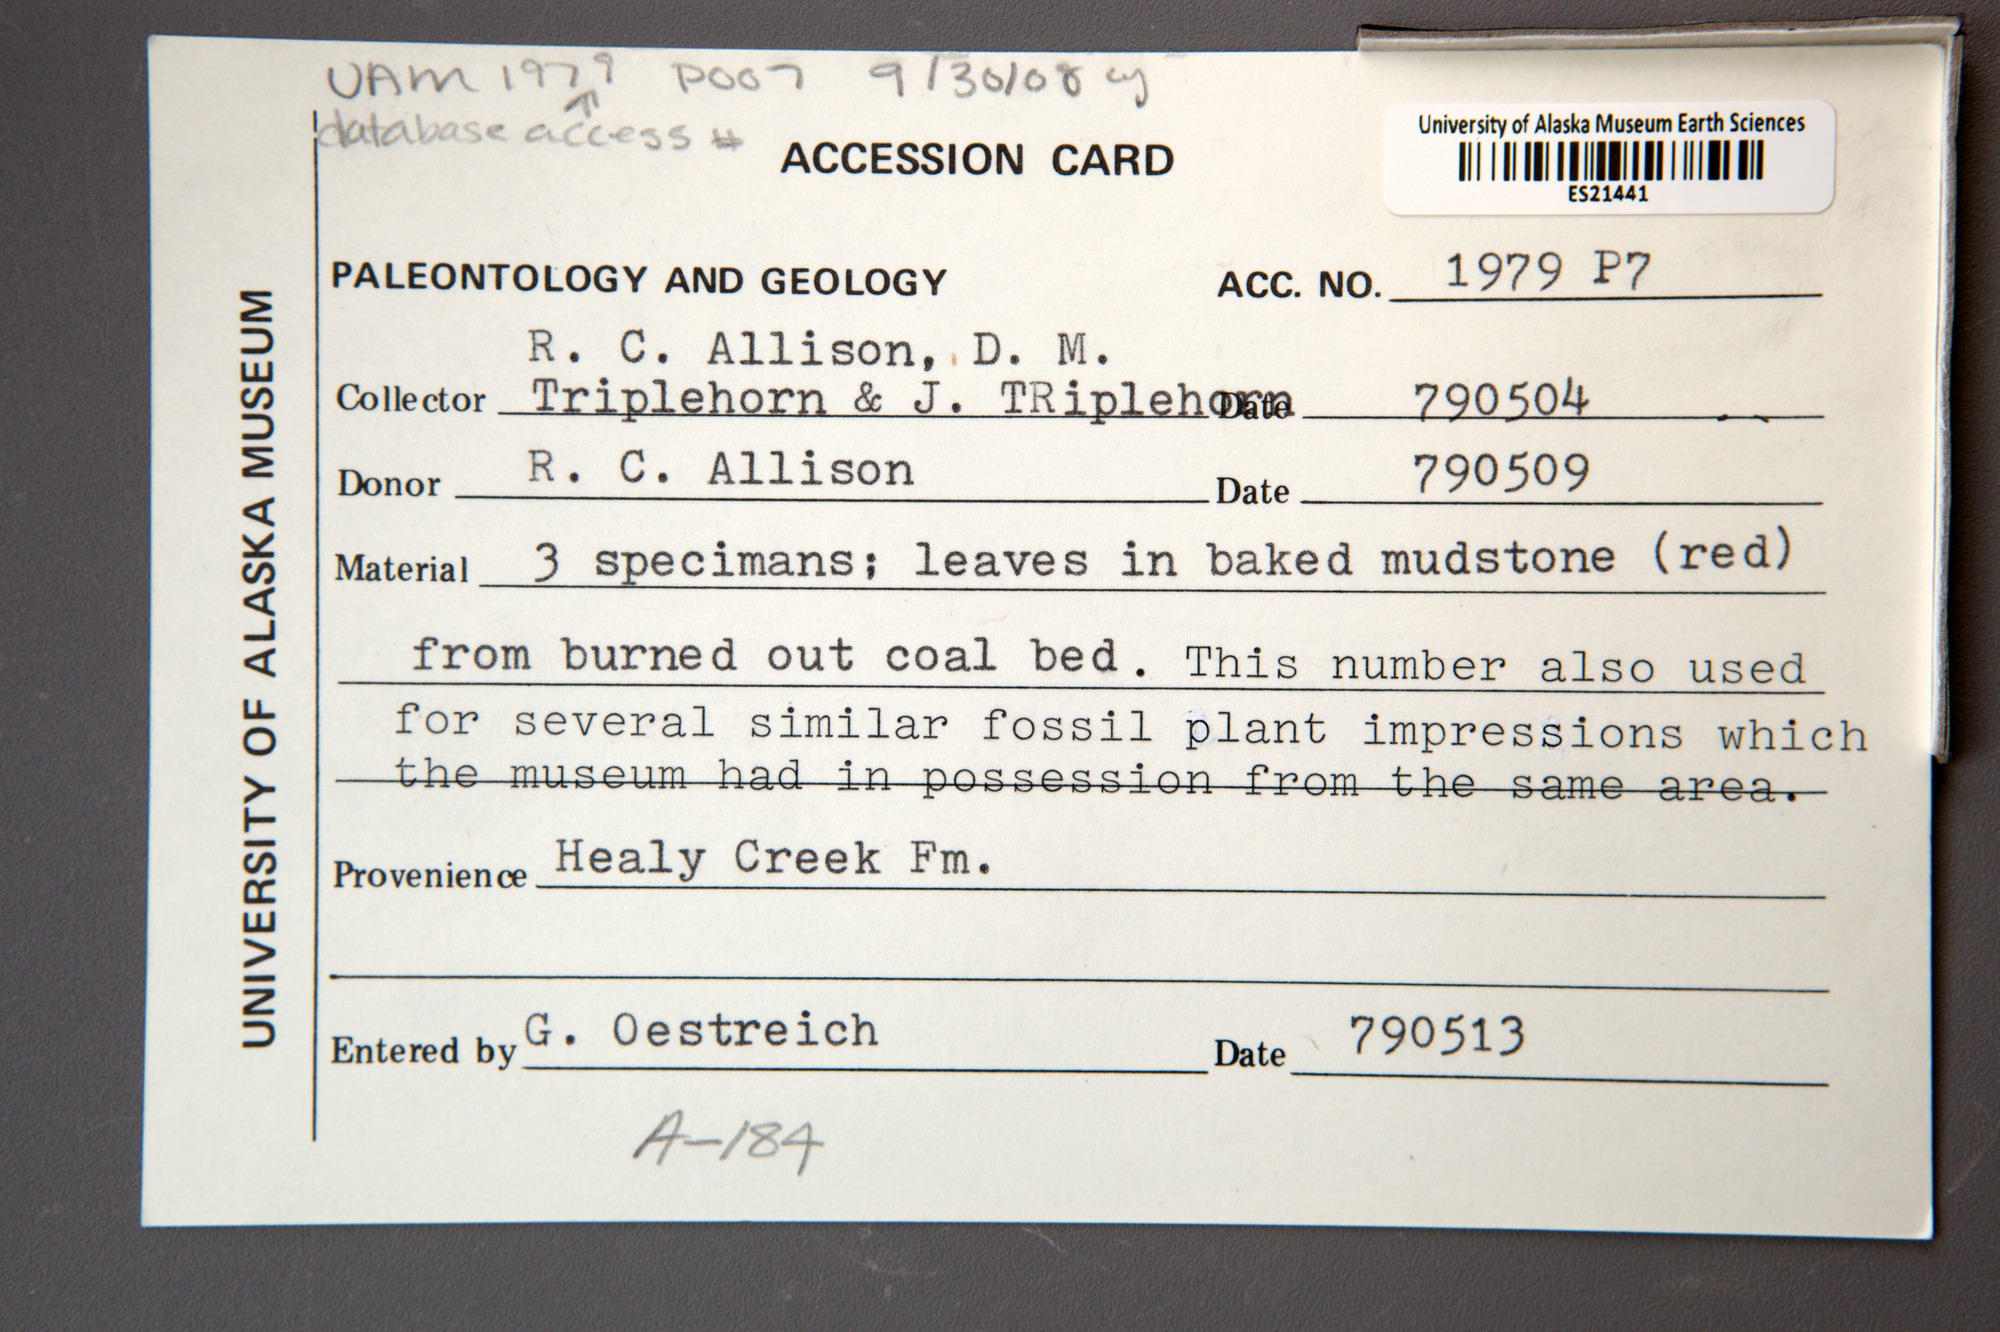 UAM 1979 P007 9/30/08 cy
database access #
ACCESSION CARD
University of Alaska Museum Earth Sciences
ES21441
UNIVERSITY OF ALASKA MUSEUM
PALEONTOLOGY AND GEOLOGY ACC. NO. 1979 P7
R. C. Allison, D. M.
Collector Triplehorn & J. TRiplehorn Date 790504
Donor R. C. Allison Date 790509
Material 3 specimans; leaves in baked mudstone (red)
from burned out coal bed. This number also used
for several similar fossil plant impressions which
the museum had in possession from the same area.
Provenience Healy Creek Fm.
Entered by G. Oestreich Date 790513
A-184